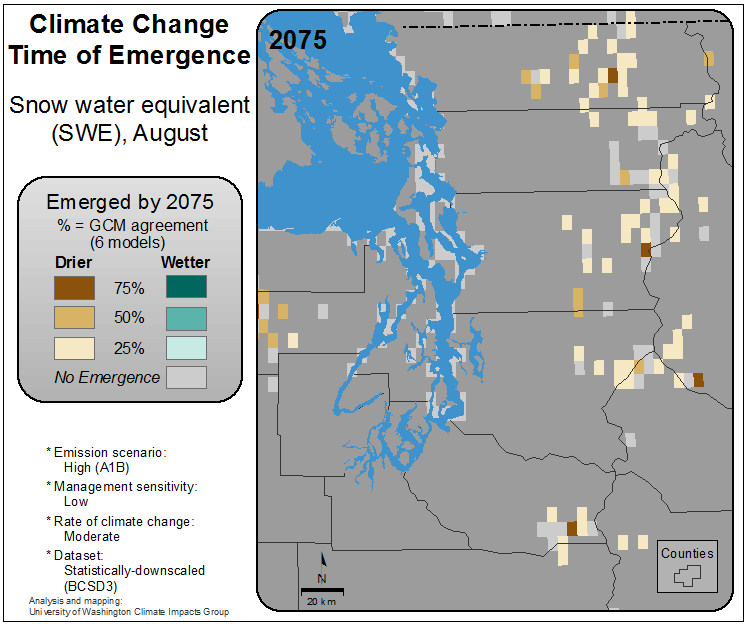 Climate Change
Time of Emergence
Snow water equivalent
(SWE), August
Emerged by 2075
% = GCM agreement
(6 models)
Drier Wetter
75%
50%
25%
No Emergence
* Emission scenario:
High (A1B)
* Management sensitivity:
Low
* Rate of climate change:
Moderate
* Dataset:
Statistically-downscaled
(BCSD3)
Analysis and mapping:
University of Washington Climate Impacts Group
2075
N
20 km
Counties